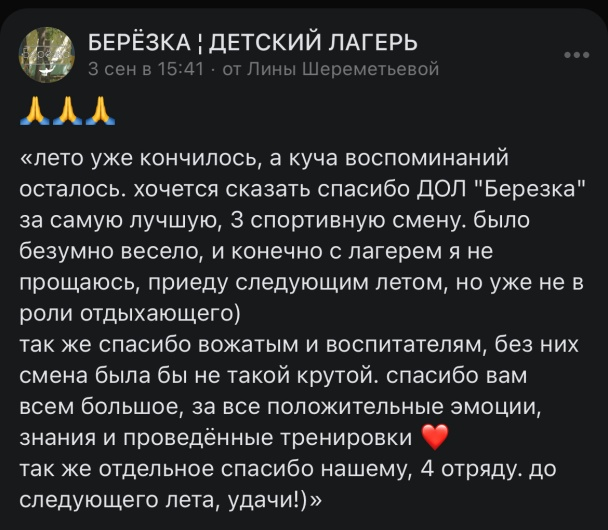 БЕРЁЗКА ¦ ДЕТСКИЙ ЛАГЕРЬ
3 сен в 15:41 · от Лины Шереметьевой
🙏🙏🙏
«лето уже кончилось, а куча воспоминаний
осталось. хочется сказать спасибо ДОЛ "Березка"
за самую лучшую, 3 спортивную смену. было
безумно весело, и конечно с лагерем я не
прощаюсь, приеду следующим летом, но уже не в
роли отдыхающего)
так же спасибо вожатым и воспитателям, без них
смена была бы не такой крутой. спасибо вам
всем большое, за все положительные эмоции,
знания и проведённые тренировки ❤️
так же отдельное спасибо нашему, 4 отряду. до
следующего лета, удачи!)»